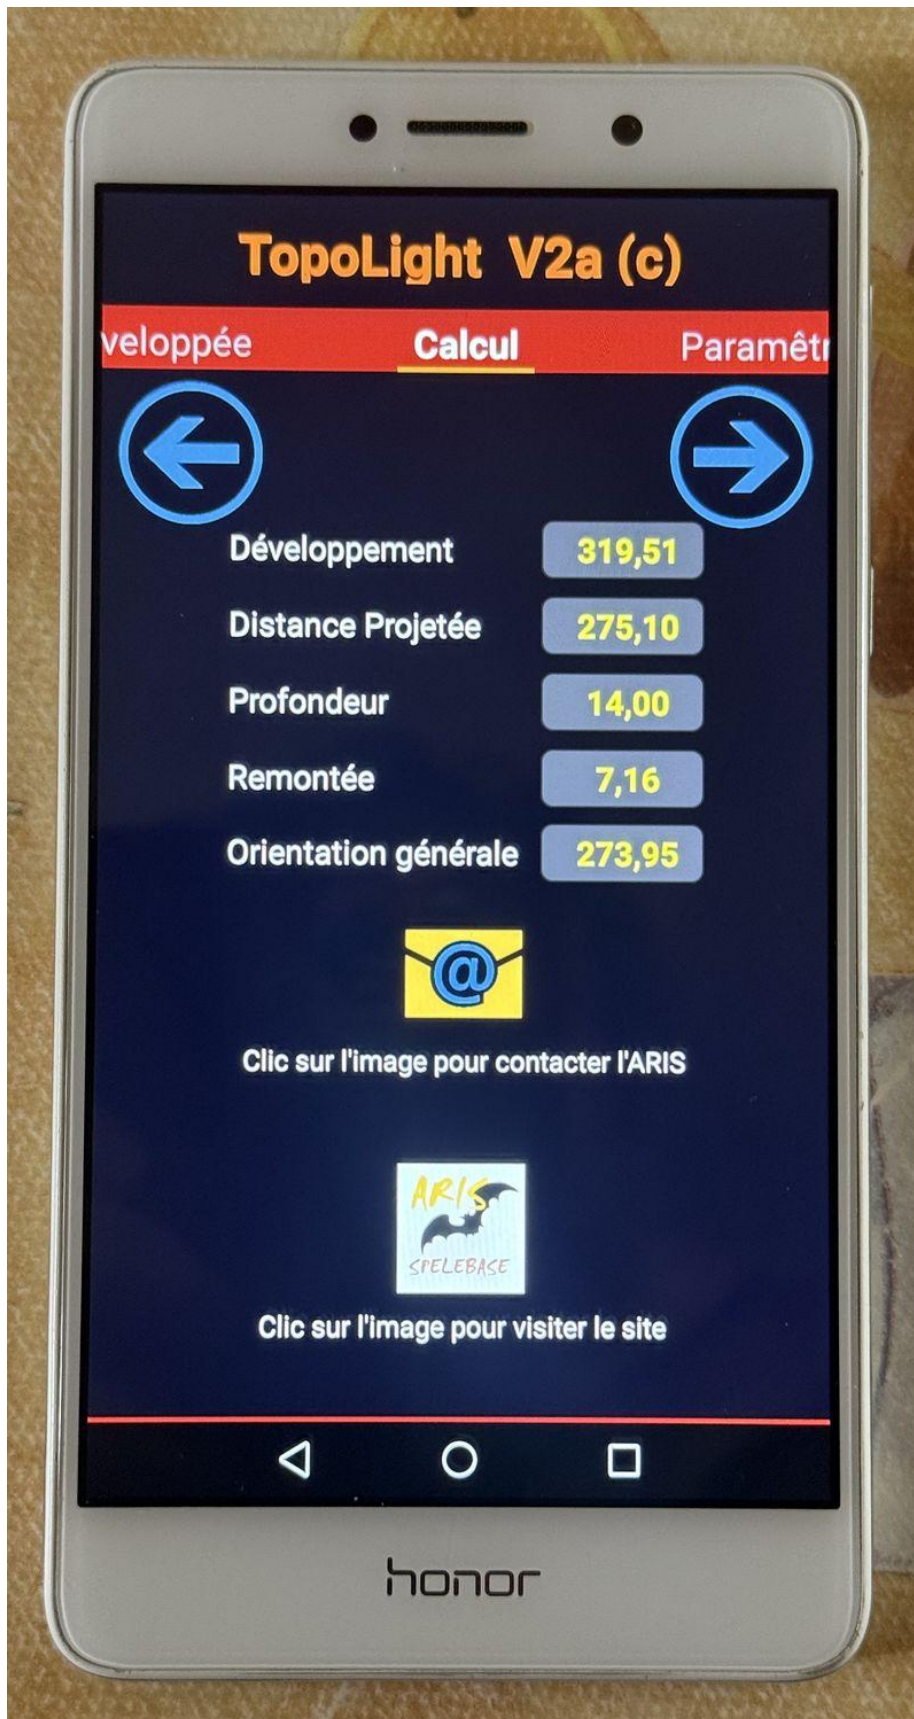 TopoLight V2a (c)
veloppée Calcul Paramêtr
Développement 319,51
Distance Projetée 275,10
Profondeur 14,00
Remontée 7,16
Orientation générale 273,95
@
Clic sur l'image pour contacter l'ARIS
ARIS
SPELEBASE
Clic sur l'image pour visiter le site
honor